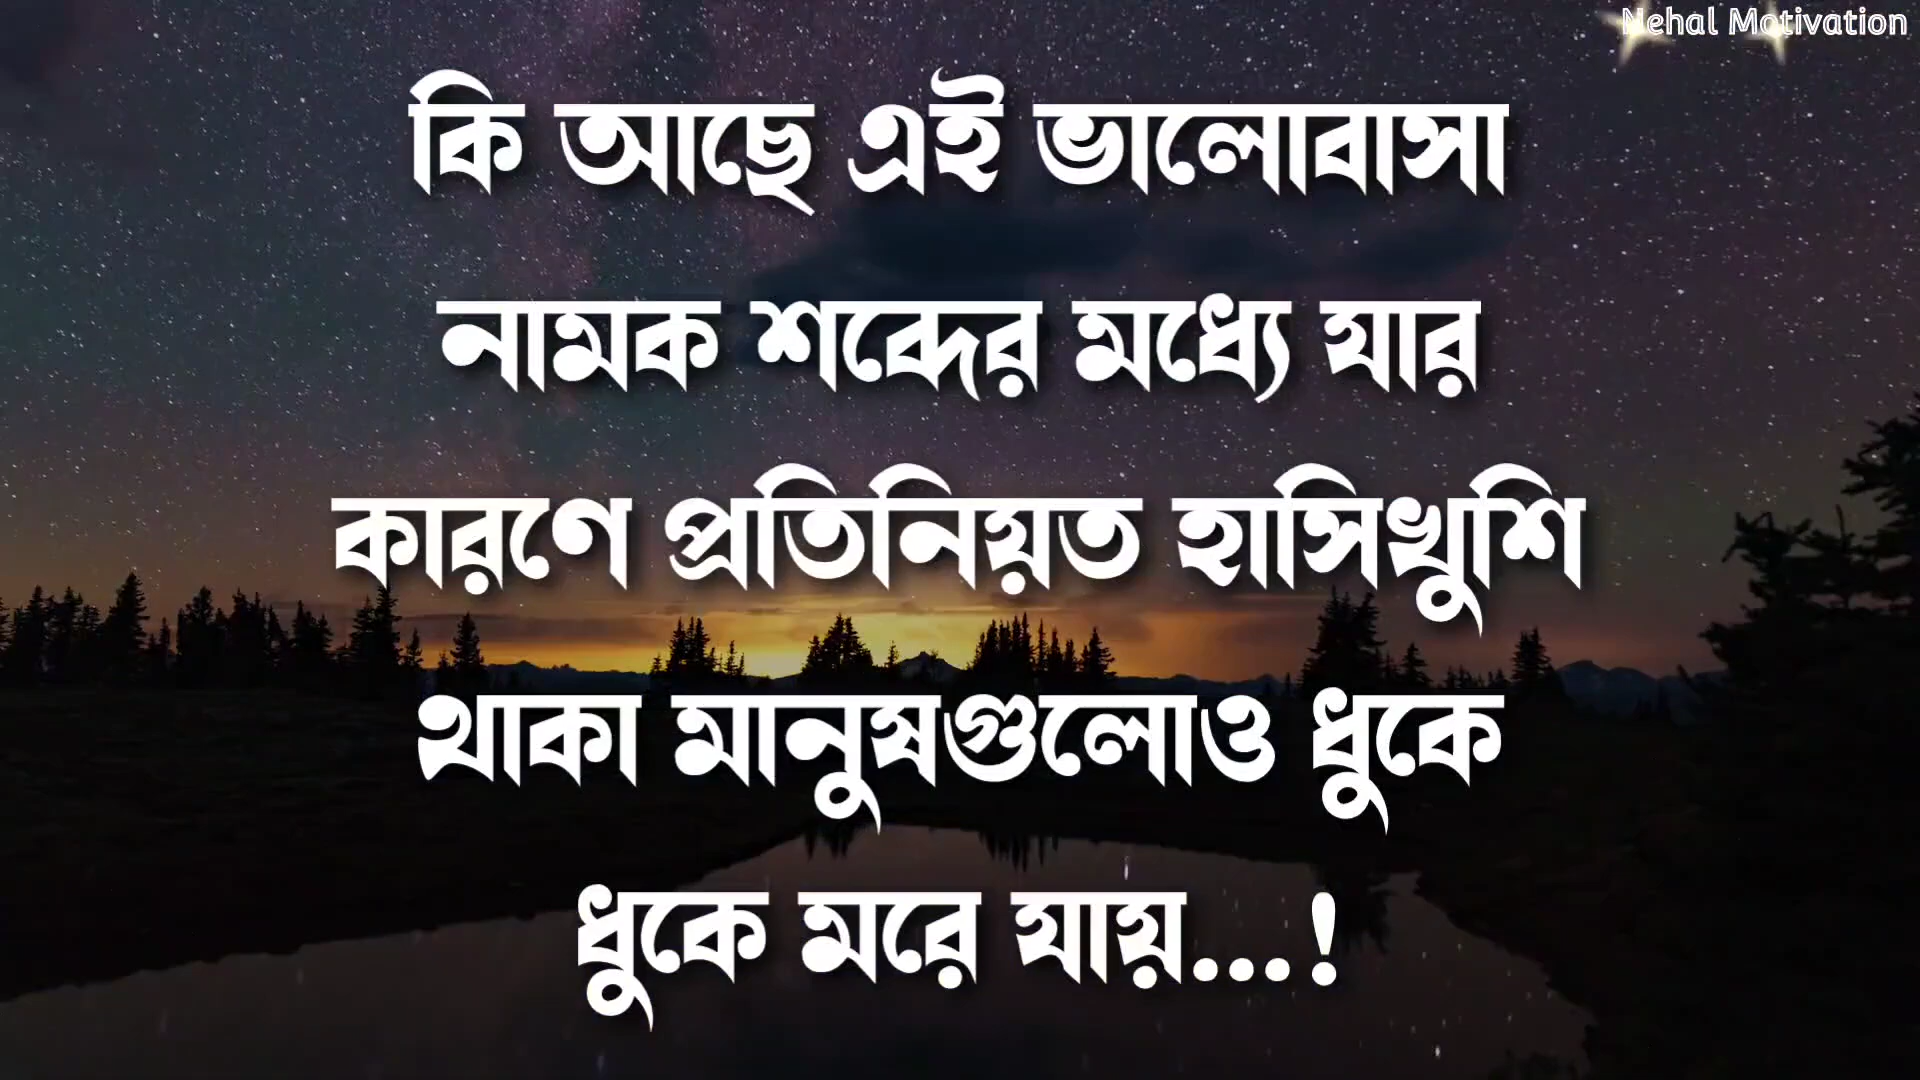 Nehal Motivation
কি আছে এই ভালোবাসা
নামক শব্দের মধ্যে যার
কারণে প্রতিনিয়ত হাসিখুশি
থাকা মানুষগুলোও ধুকে
ধুকে মরে যায়...!